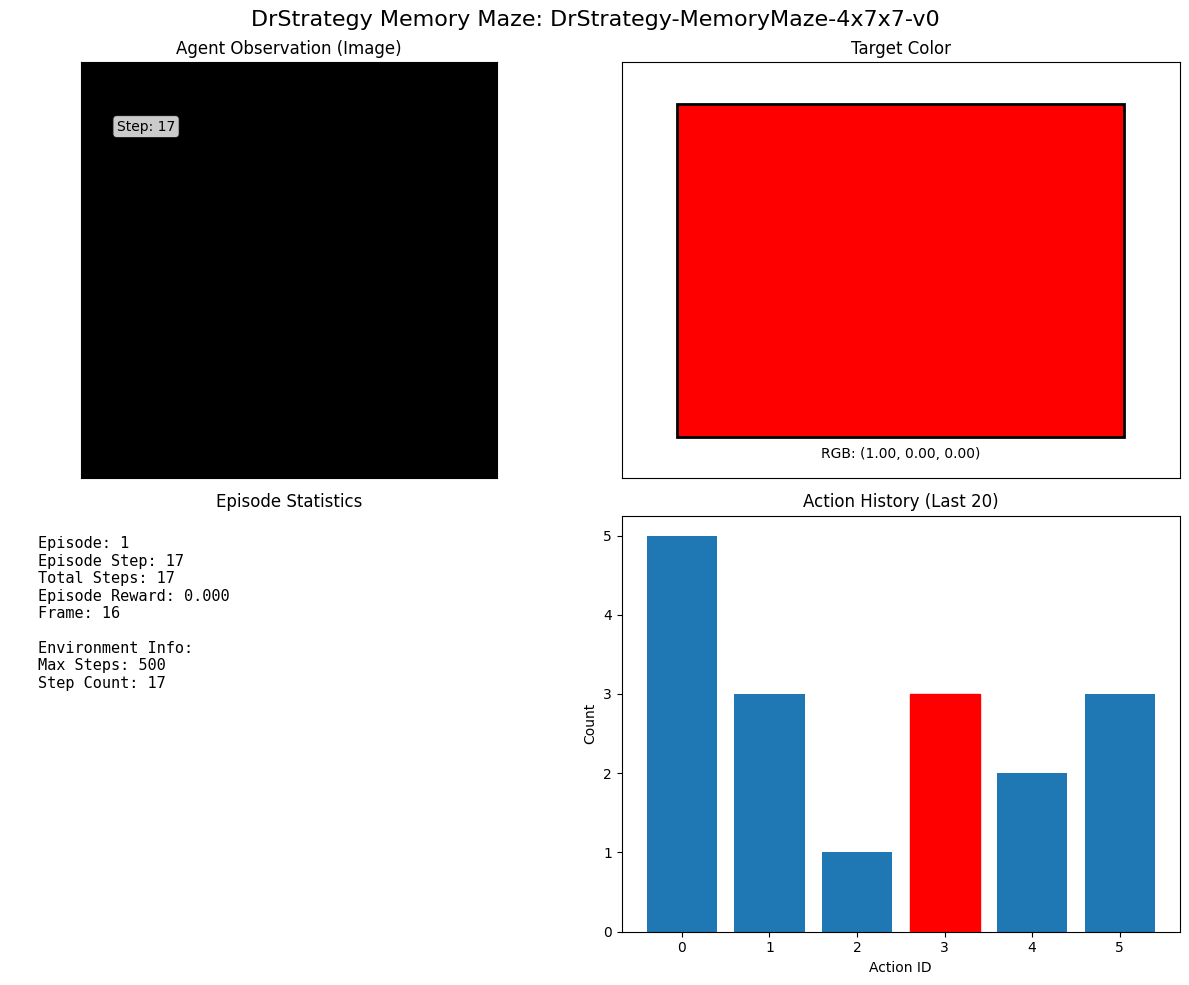 DrStrategy Memory Maze: DrStrategy-MemoryMaze-4x7x7-v0
Agent Observation (Image)
Step: 17
Target Color
RGB: (1.00, 0.00, 0.00)
Episode Statistics
Episode: 1
Episode Step: 17
Total Steps: 17
Episode Reward: 0.000
Frame: 16
Environment Info:
Max Steps: 500
Step Count: 17
Action History (Last 20)
Count
5
4
3
2
1
0
0 1 2 3 4 5
Action ID